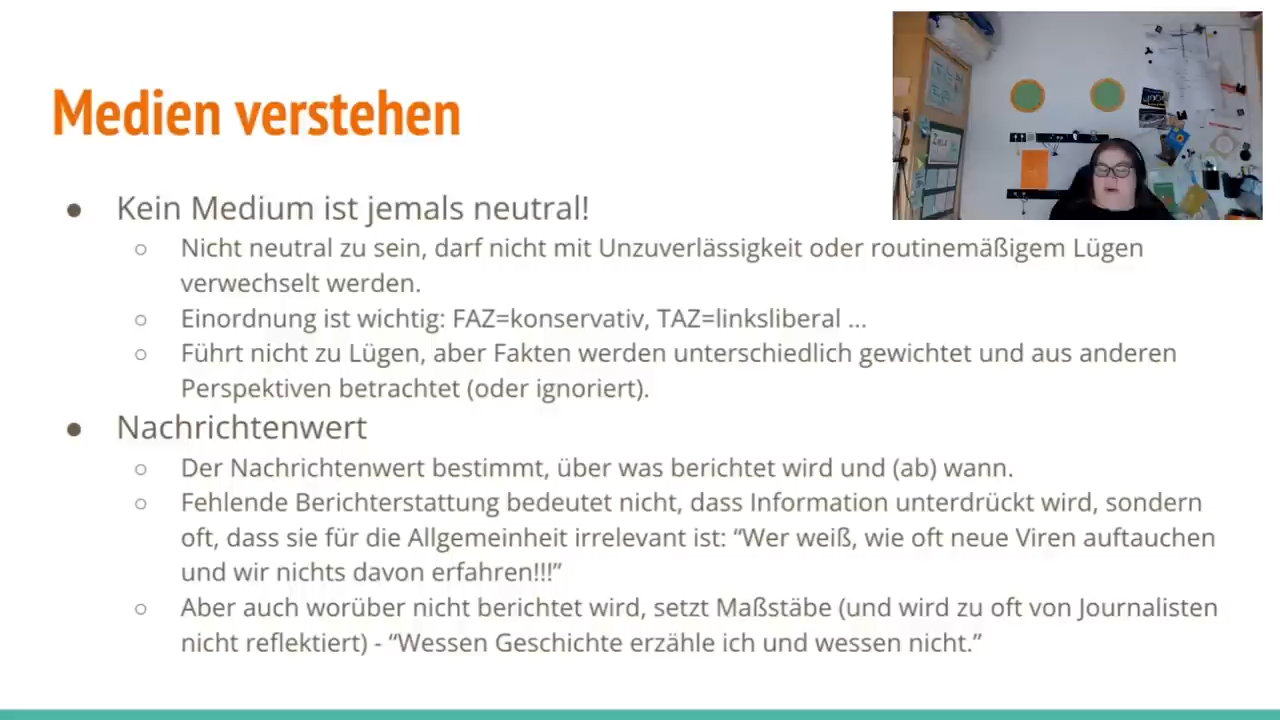 Medien verstehen
● Kein Medium ist jemals neutral!
○ Nicht neutral zu sein, darf nicht mit Unzuverlässigkeit oder routinemäßigem Lügen
verwechselt werden.
○ Einordnung ist wichtig: FAZ=konservativ, TAZ=linksliberal ...
○ Führt nicht zu Lügen, aber Fakten werden unterschiedlich gewichtet und aus anderen
Perspektiven betrachtet (oder ignoriert).
● Nachrichtenwert
○ Der Nachrichtenwert bestimmt, über was berichtet wird und (ab) wann.
○ Fehlende Berichterstattung bedeutet nicht, dass Information unterdrückt wird, sondern
oft, dass sie für die Allgemeinheit irrelevant ist: “Wer weiß, wie oft neue Viren auftauchen
und wir nichts davon erfahren!!!”
○ Aber auch worüber nicht berichtet wird, setzt Maßstäbe (und wird zu oft von Journalisten
nicht reflektiert) - “Wessen Geschichte erzähle ich und wessen nicht.”